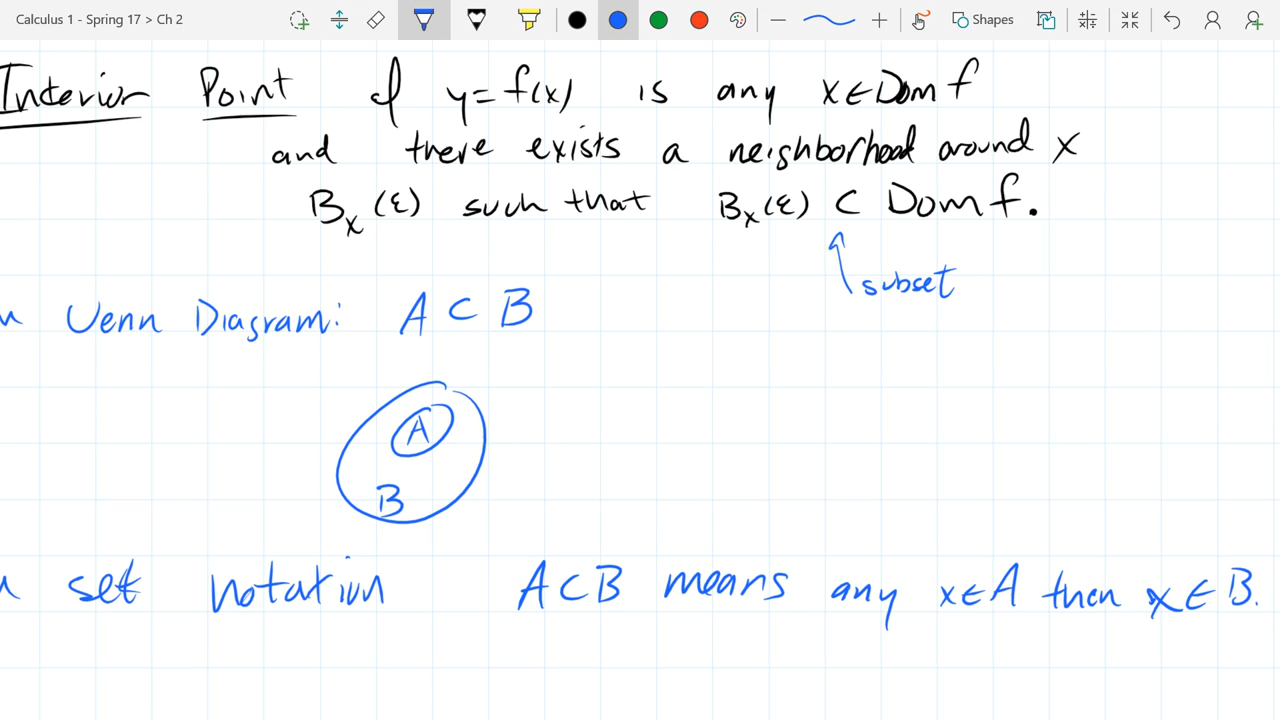 Calculus 1 - Spring 17 > Ch 2
Shapes
Interior Point of y=f(x) is any x∈Dom f
and there exists a neighborhood around x
Bₓ(ε) such that Bₓ(ε) ⊂ Dom f.
subset
Venn Diagram: A ⊂ B
A
B
set notation A⊂B means any x∈A then x∈B.